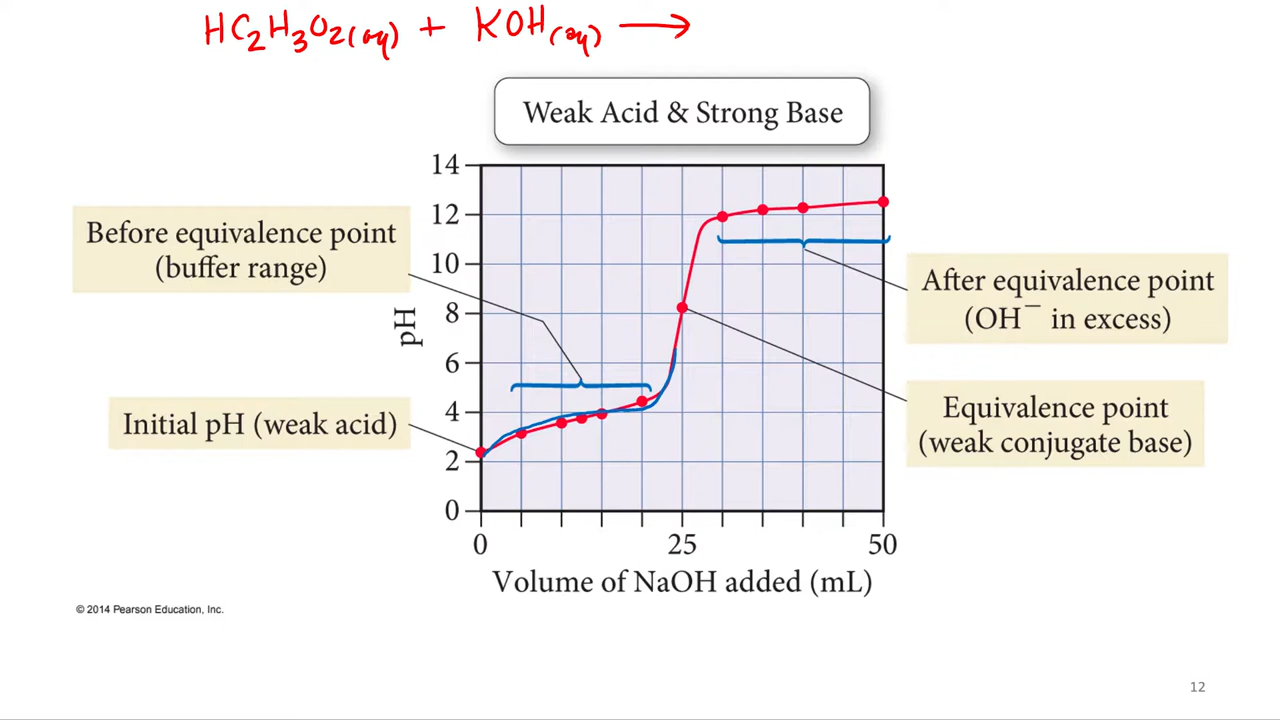 HC₂H₃O₂(aq) + KOH(aq) ⟶
Weak Acid & Strong Base
14
12
10
8
6
4
2
0
pH
Before equivalence point
(buffer range)
Initial pH (weak acid)
After equivalence point
(OH⁻ in excess)
Equivalence point
(weak conjugate base)
0 25 50
Volume of NaOH added (mL)
© 2014 Pearson Education, Inc.
12